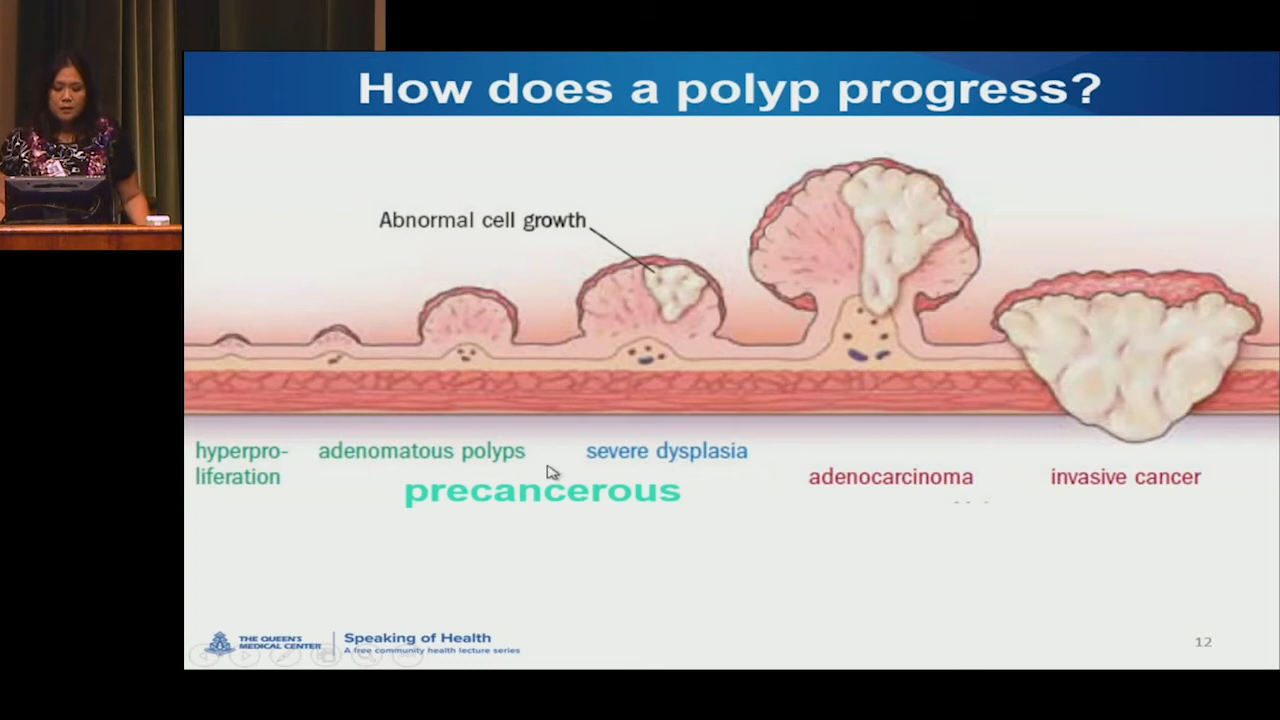 How does a polyp progress?
Abnormal cell growth
hyperpro-
liferation
adenomatous polyps
severe dysplasia
precancerous
adenocarcinoma
invasive cancer
THE QUEEN'S
MEDICAL CENTER
Speaking of Health
A free community health lecture series
12